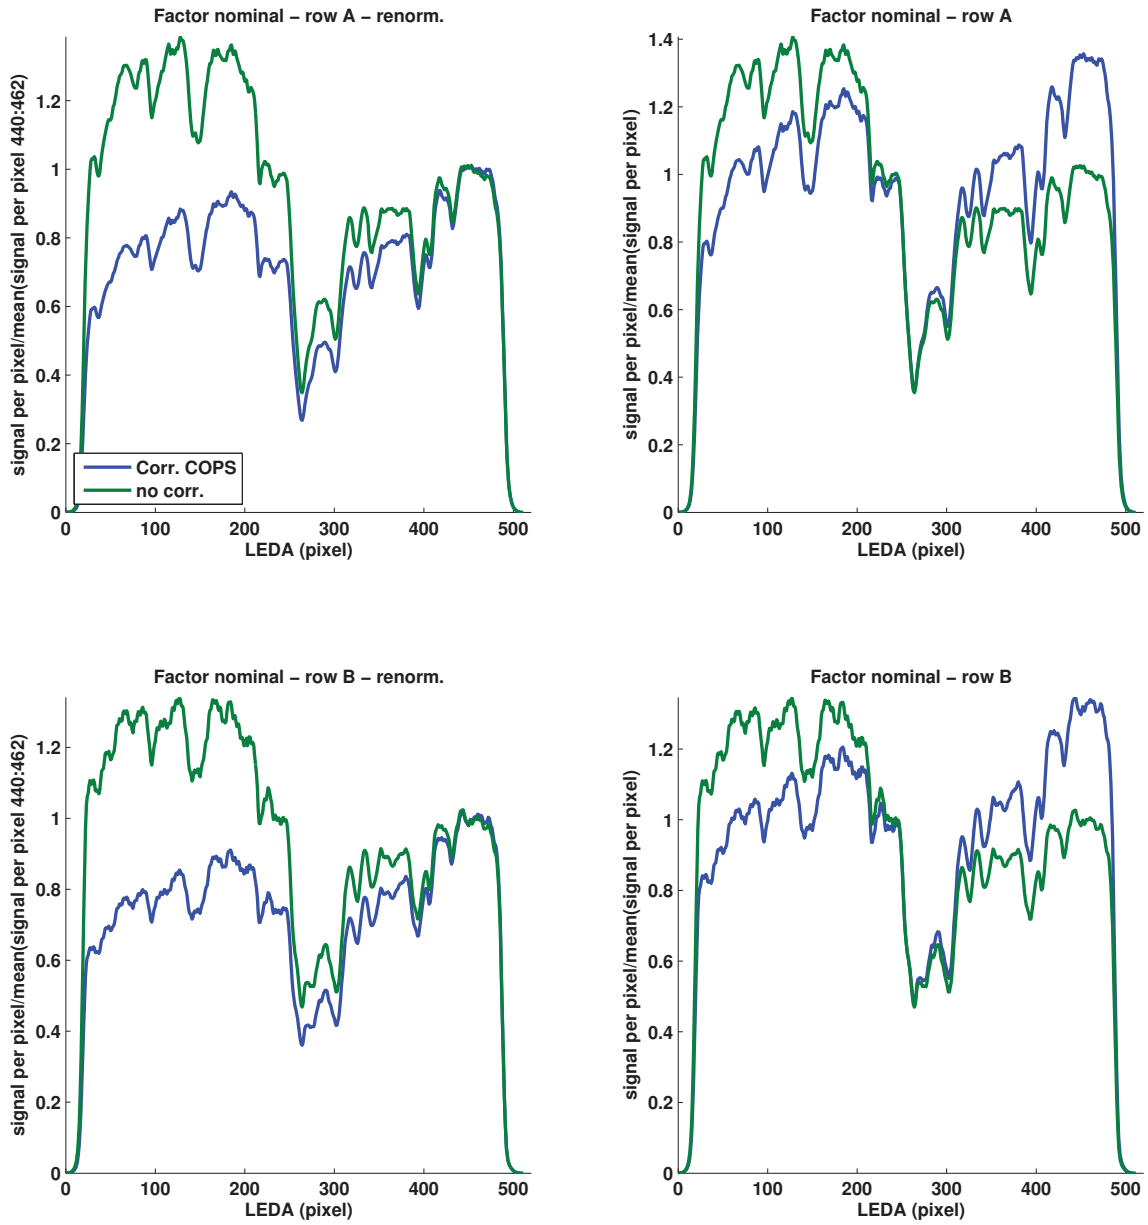 Factor nominal − row A − renorm.
signal per pixel/mean(signal per pixel 440:462)
1.2
1
0.8
0.6
0.4
0.2
0
Corr. COPS
no corr.
0 100 200 300 400 500
LEDA (pixel)
Factor nominal − row A
signal per pixel/mean(signal per pixel)
1.4
1.2
1
0.8
0.6
0.4
0.2
0
0 100 200 300 400 500
LEDA (pixel)
Factor nominal − row B − renorm.
signal per pixel/mean(signal per pixel 440:462)
1.2
1
0.8
0.6
0.4
0.2
0
0 100 200 300 400 500
LEDA (pixel)
Factor nominal − row B
signal per pixel/mean(signal per pixel)
1.2
1
0.8
0.6
0.4
0.2
0
0 100 200 300 400 500
LEDA (pixel)